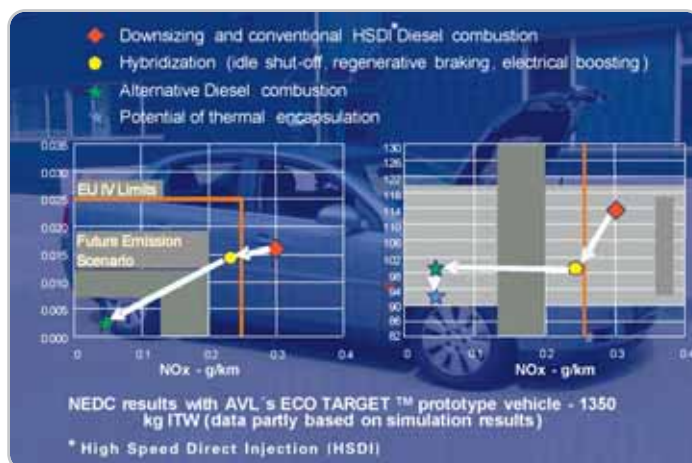 Downsizing and conventional HSDI*Diesel combustion
Hybridization (idle shut-off, regenerative braking, electrical boosting)
Alternative Diesel combustion
Potential of thermal encapsulation
0.035
0.030
0.025
0.020
0.015
0.010
0.005
0.000
EU IV Limits
Future Emission
Scenario
0 0.1 0.2 0.3 0.4
NOx - g/km
130
126
122
118
114
110
106
102
98
94
90
86
82
0 0.1 0.2 0.3 0.4
NOx - g/km
NEDC results with AVL´s ECO TARGET ™ prototype vehicle - 1350
kg ITW (data partly based on simulation results)
* High Speed Direct Injection (HSDI)